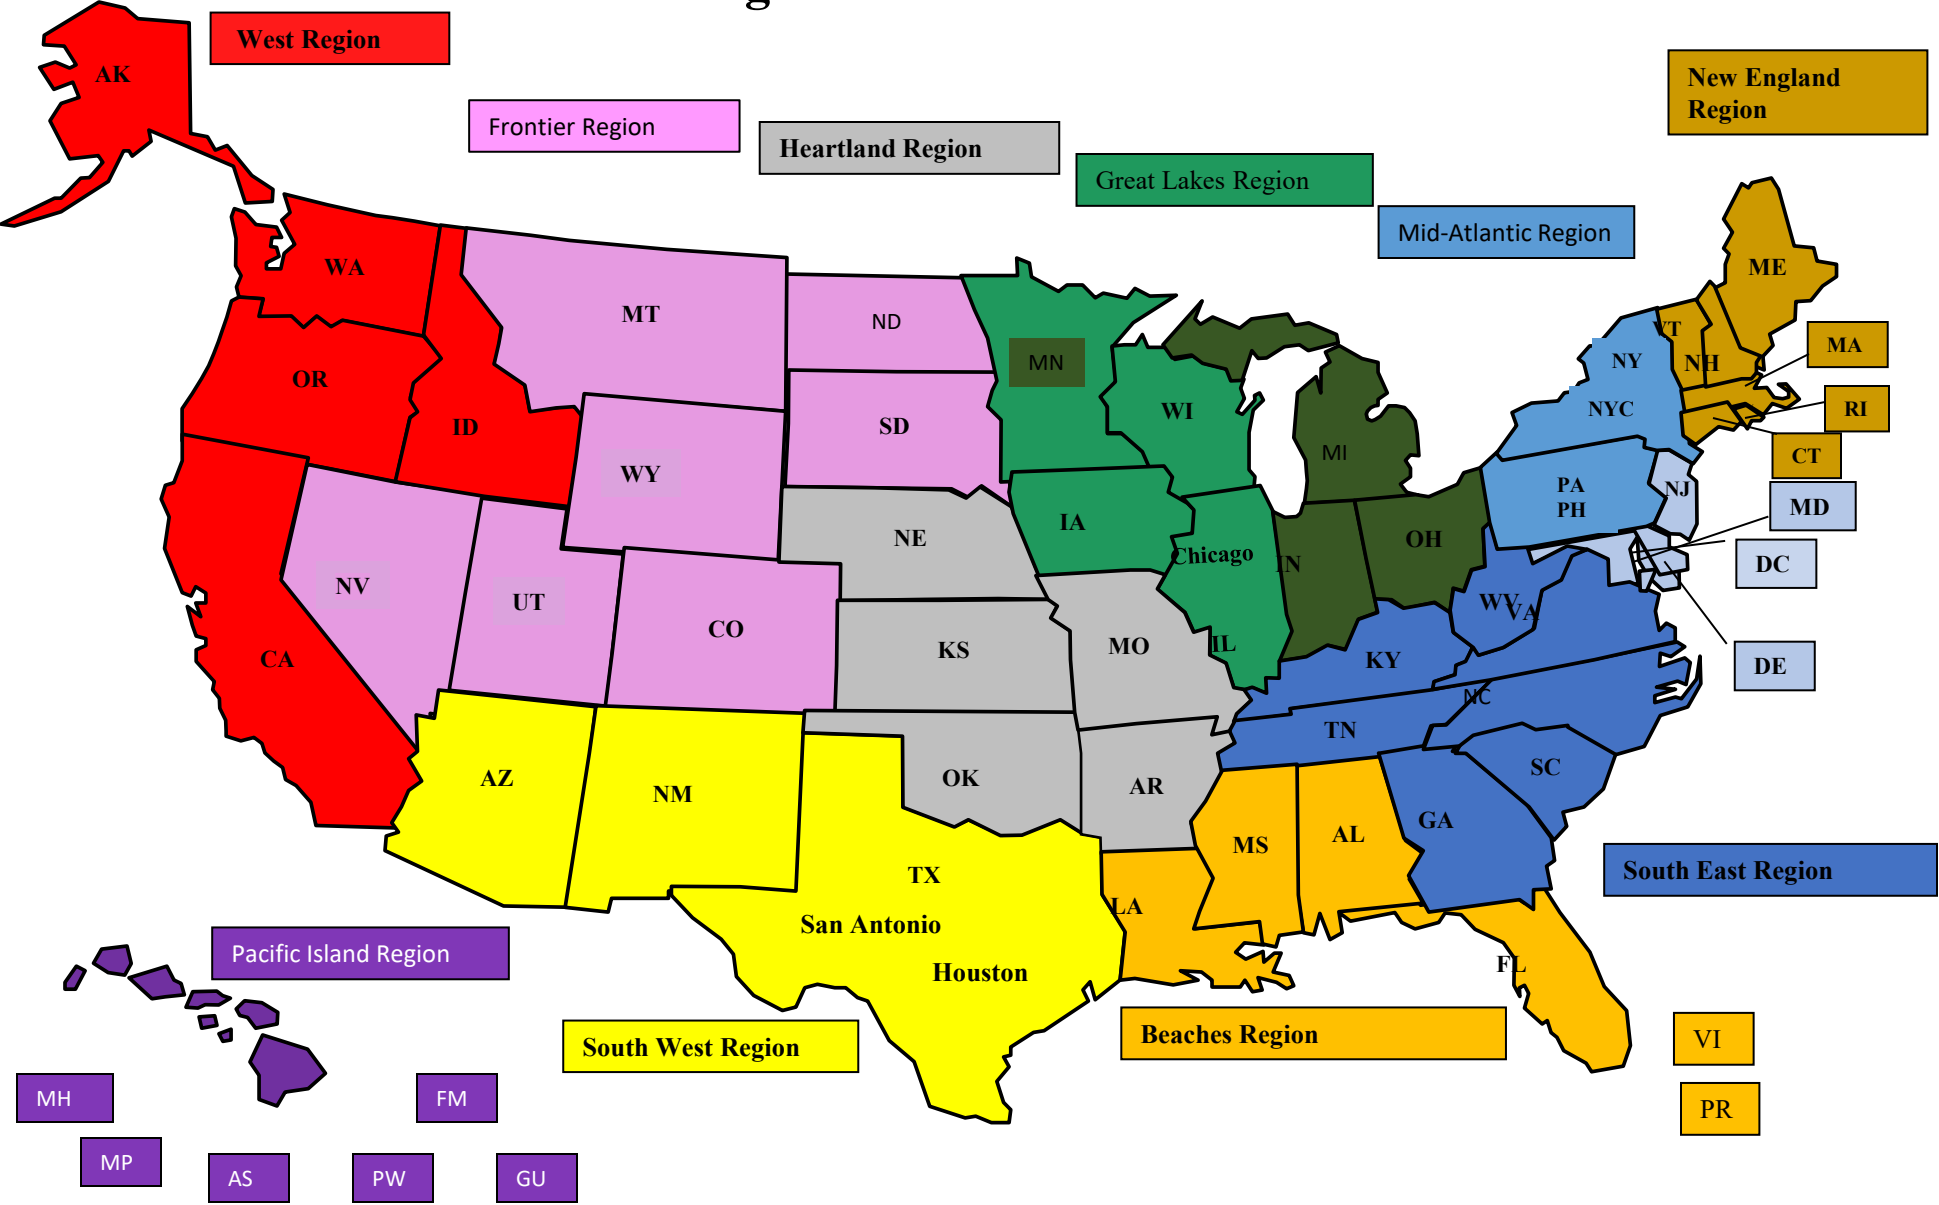 g
West Region
New England
Region
AK
Frontier Region
Heartland Region
Great Lakes Region
Mid-Atlantic Region
WA
ME
MT
ND
VT
MA
MN
NY
NH
OR
WI
NYC
RI
ID
SD
MI
CT
WY
PA
NJ
PH
MD
IA
NE
OH
Chicago
IN
DC
NV
UT
WV
VA
CO
KS
MO
IL
CA
KY
DE
NC
TN
AZ
NM
OK
AR
SC
GA
MS
AL
TX
South East Region
LA
San Antonio
Pacific Island Region
Houston
FL
South West Region
Beaches Region
VI
MH
FM
PR
MP
AS
PW
GU